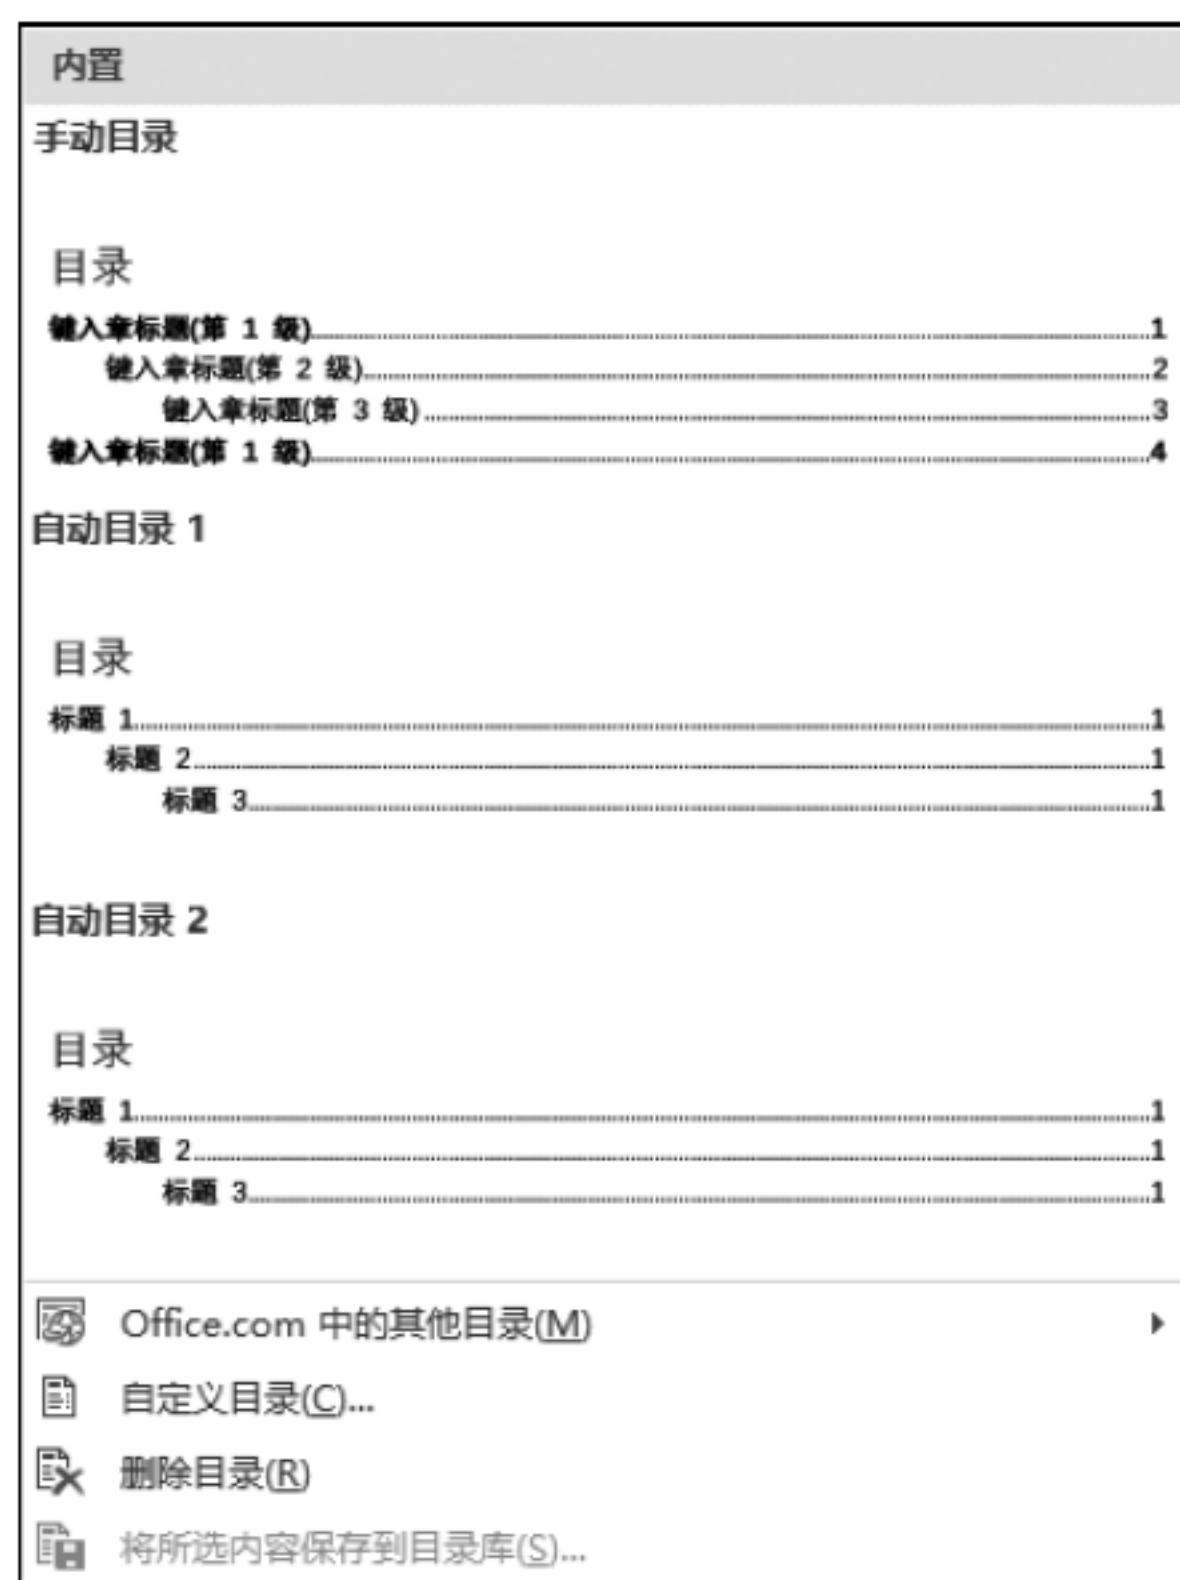 内置
手动目录
目录
键入章标题(第 1 级)...1
键入章标题(第 2 级)...2
键入章标题(第 3 级)...3
键入章标题(第 1 级)...4
自动目录 1
目录
标题 1...1
标题 2...1
标题 3...1
自动目录 2
目录
标题 1...1
标题 2...1
标题 3...1
Office.com 中的其他目录(M)
自定义目录(C)...
删除目录(R)
将所选内容保存到目录库(S)...